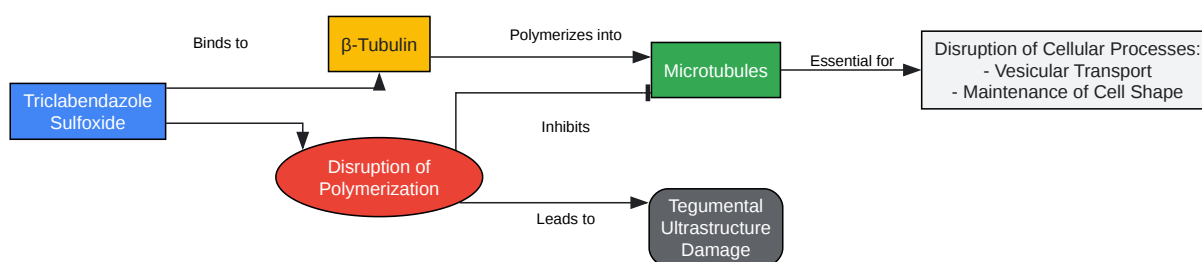 Binds to
β-Tubulin
Polymerizes into
Microtubules
Essential for
Disruption of Cellular Processes:
- Vesicular Transport
- Maintenance of Cell Shape
Triclabendazole
Sulfoxide
Inhibits
Disruption of
Polymerization
Leads to
Tegumental
Ultrastructure
Damage